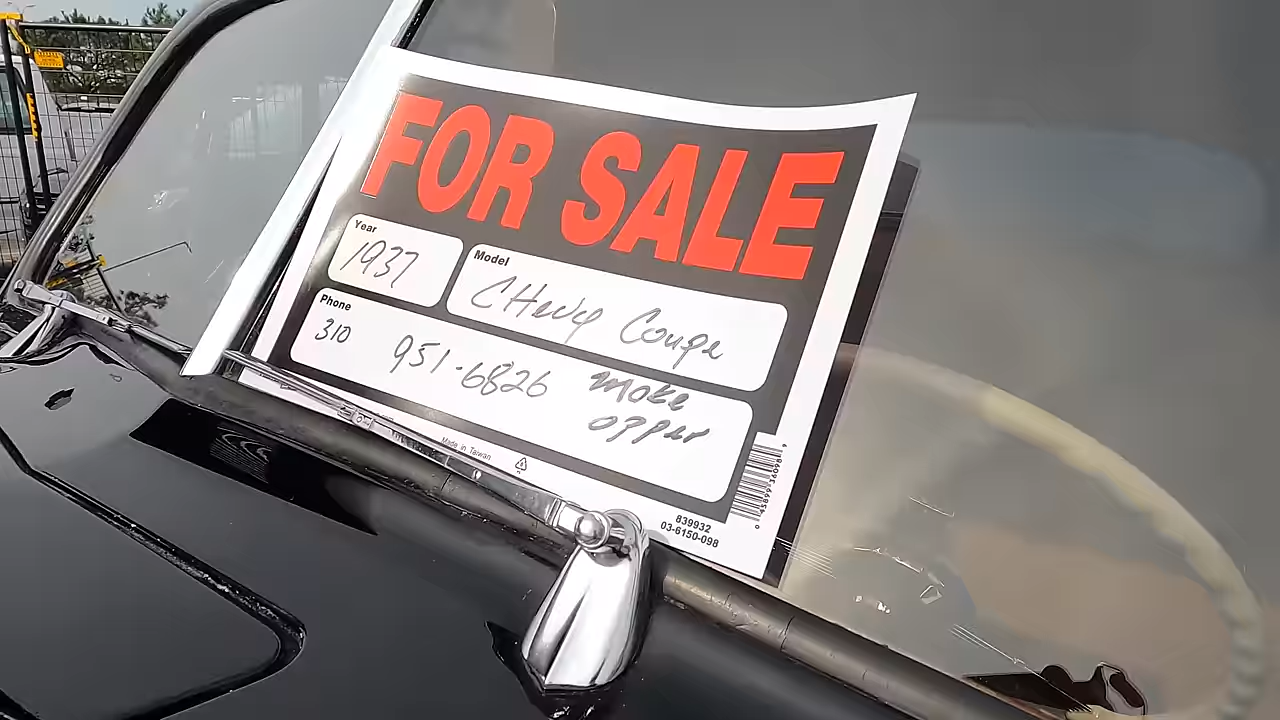 FOR SALE
Year
1937
Model
CHevy Coupe
Phone
310 951-6826
make
offer
Made in Taiwan
839932
03-6150-098